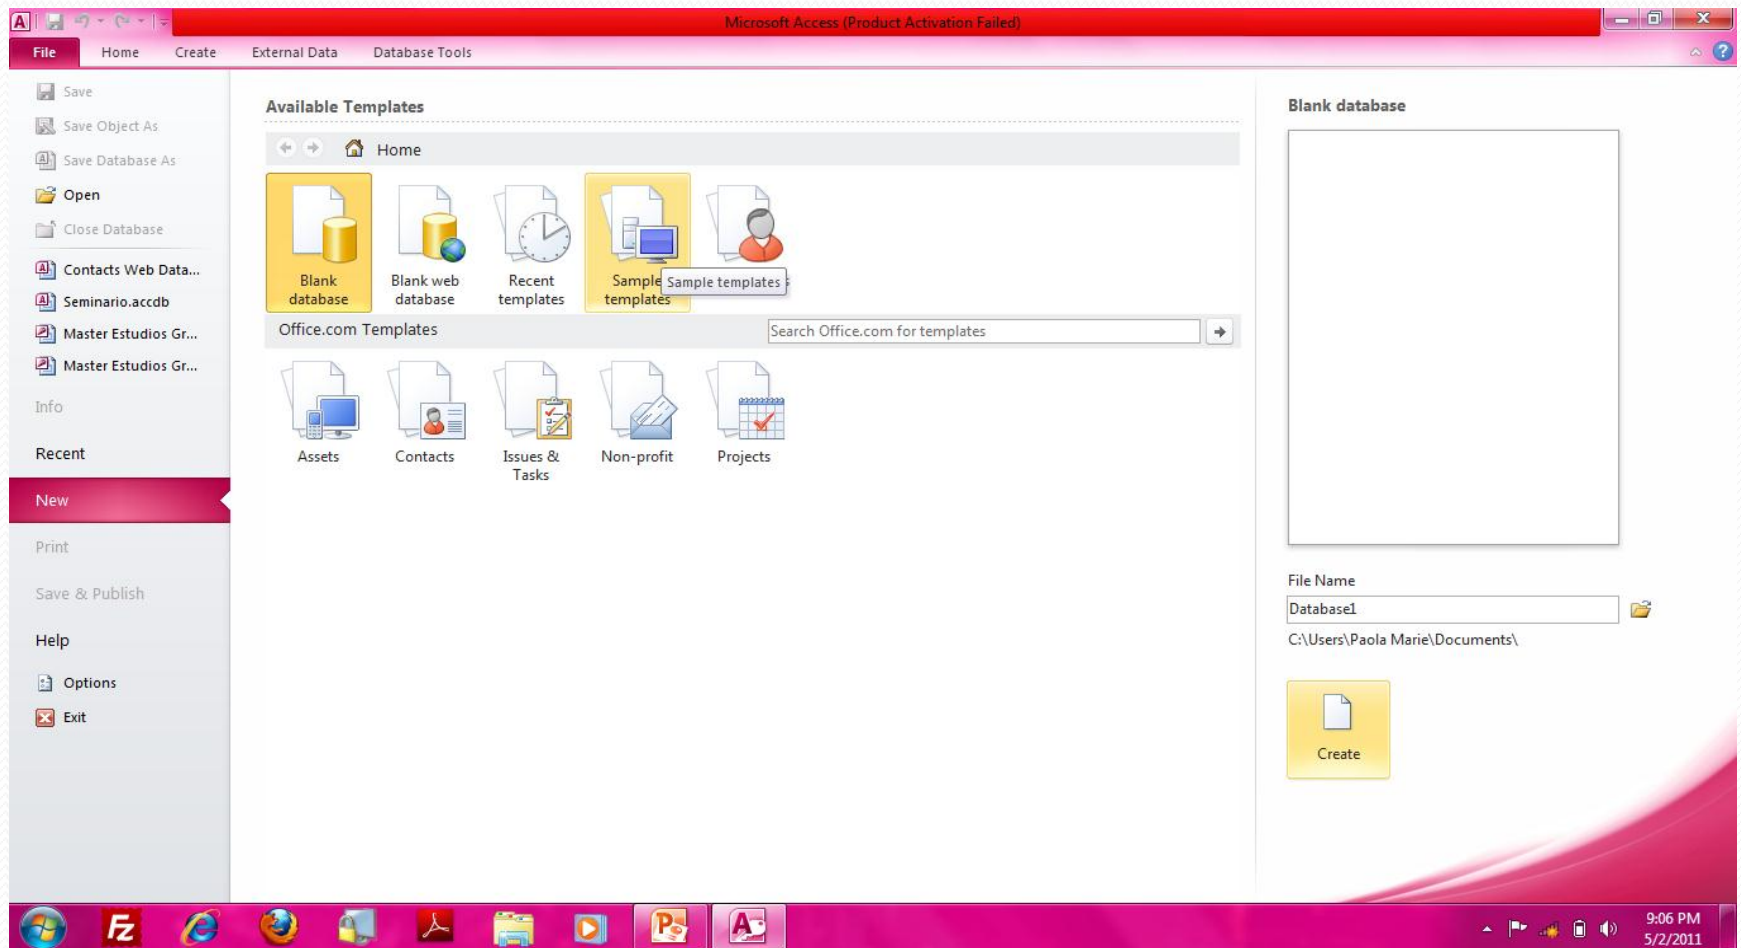 Microsoft Access (Product Activation Failed)
File Home Create External Data Database Tools
Save
Save Object As
Save Database As
Open
Close Database
Contacts Web Data...
Seminario.accdb
Master Estudios Gr...
Master Estudios Gr...
Info
Recent
New
Print
Save & Publish
Help
Options
Exit
Available Templates
Home
Blank
database
Blank web
database
Recent
templates
Sample
templates
Sample templates
Office.com Templates
Search Office.com for templates
Assets
Contacts
Issues &
Tasks
Non-profit
Projects
Blank database
File Name
Database1
C:\Users\Paola Marie\Documents\
Create
9:06 PM
5/2/2011